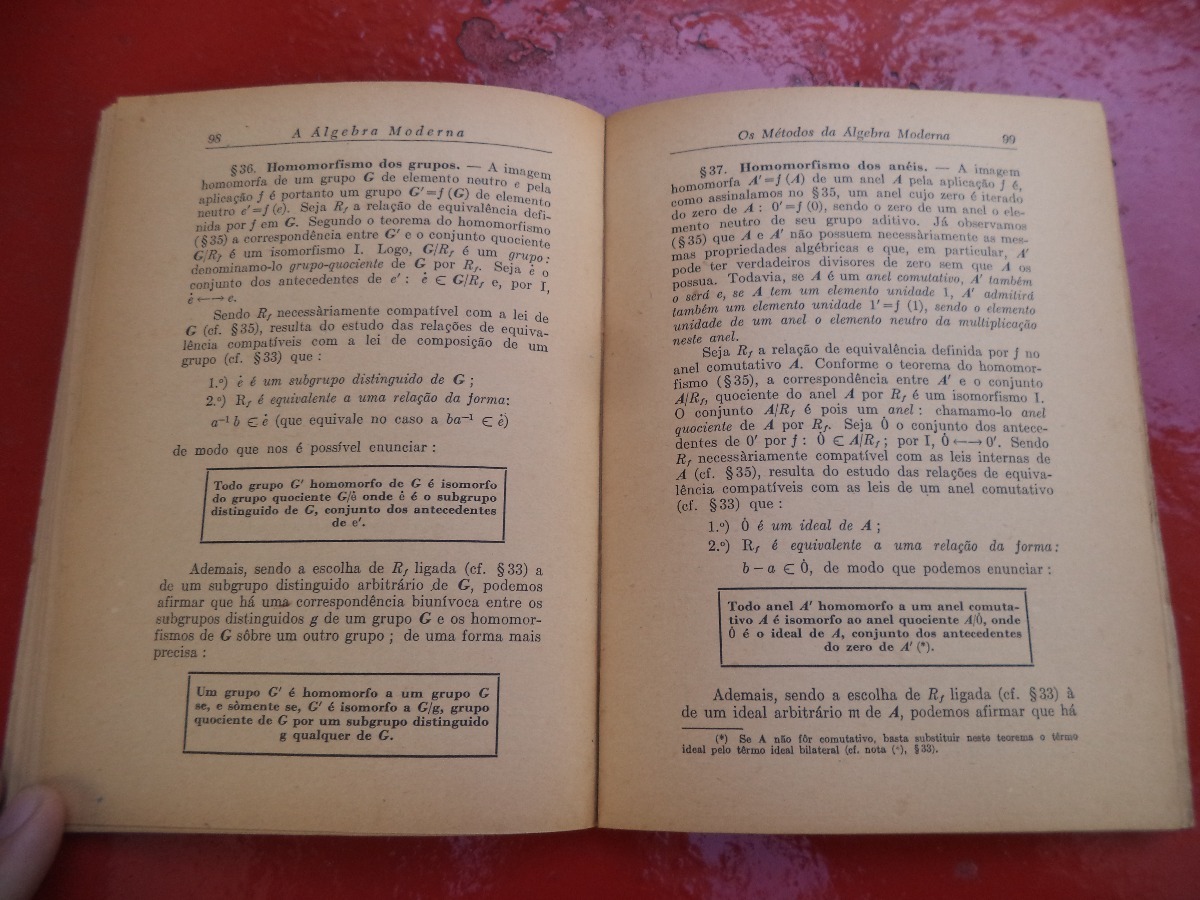 98 A Álgebra Moderna
§36. Homomorfismo dos grupos. — A imagem
homomorfa de um grupo G de elemento neutro e pela
aplicação f é portanto um grupo G'=f (G) de elemento
neutro e'=f (e). Seja Rf a relação de equivalência defi-
nida por f em G. Segundo o teorema do homomorfismo
(§35) a correspondência entre G' e o conjunto quociente
G/Rf é um isomorfismo I. Logo, G/Rf é um grupo:
denominamo-lo grupo-quociente de G por Rf. Seja ė o
conjunto dos antecedentes de e' : ė ∈ G/Rf e, por I,
ė ←→ e.
Sendo Rf necessàriamente compatível com a lei de
G (cf. §35), resulta do estudo das relações de equiva-
lência compatíveis com a lei de composição de um
grupo (cf. §33) que :
1.º) ė é um subgrupo distinguido de G ;
2.º) Rf é equivalente a uma relação da forma:
a⁻¹ b ∈ ė (que equivale no caso a ba⁻¹ ∈ ė)
de modo que nos é possível enunciar :
Todo grupo G' homomorfo de G é isomorfo
do grupo quociente G/ė onde ė é o subgrupo
distinguido de G, conjunto dos antecedentes
de e'.
Ademais, sendo a escolha de Rf ligada (cf. §33) a
de um subgrupo distinguido arbitrário de G, podemos
afirmar que há uma correspondência biunívoca entre os
subgrupos distinguidos g de um grupo G e os homomor-
fismos de G sôbre um outro grupo ; de uma forma mais
precisa :
Um grupo G' é homomorfo a um grupo G
se, e sòmente se, G' é isomorfo a G/g, grupo
quociente de G por um subgrupo distinguido
g qualquer de G.
Os Métodos da Álgebra Moderna 99
§37. Homomorfismo dos anéis. — A imagem
homomorfa A'=f (A) de um anel A pela aplicação f é,
como assinalamos no §35, um anel cujo zero é iterado
do zero de A : 0'=f (0), sendo o zero de um anel o ele-
mento neutro de seu grupo aditivo. Já observamos
(§35) que A e A' não possuem necessàriamente as mes-
mas propriedades algébricas e que, em particular, A'
pode ter verdadeiros divisores de zero sem que A os
possua. Todavia, se A é um anel comutativo, A' também
o será e, se A tem um elemento unidade 1, A' admitirá
também um elemento unidade 1'=f (1), sendo o elemento
unidade de um anel o elemento neutro da multiplicação
neste anel.
Seja Rf a relação de equivalência definida por f no
anel comutativo A. Conforme o teorema do homomor-
fismo (§35), a correspondência entre A' e o conjunto
A/Rf, quociente do anel A por Rf é um isomorfismo I.
O conjunto A/Rf é pois um anel : chamamo-lo anel
quociente de A por Rf. Seja 0̇ o conjunto dos antece-
dentes de 0' por f : 0̇ ∈ A/Rf ; por I, 0̇ ←→ 0'. Sendo
Rf necessàriamente compatível com as leis internas de
A (cf. §35), resulta do estudo das relações de equiva-
lência compatíveis com as leis de um anel comutativo
(cf. §33) que :
1.º) 0̇ é um ideal de A ;
2.º) Rf é equivalente a uma relação da forma:
b − a ∈ 0̇, de modo que podemos enunciar :
Todo anel A' homomorfo a um anel comuta-
tivo A é isomorfo ao anel quociente A/0̇, onde
0̇ é o ideal de A, conjunto dos antecedentes
do zero de A' (*).
Ademais, sendo a escolha de Rf ligada (cf. §33) à
de um ideal arbitrário m de A, podemos afirmar que há
(*) Se A não fôr comutativo, basta substituir neste teorema o têrmo
ideal pelo têrmo ideal bilateral (cf. nota (*), §33).